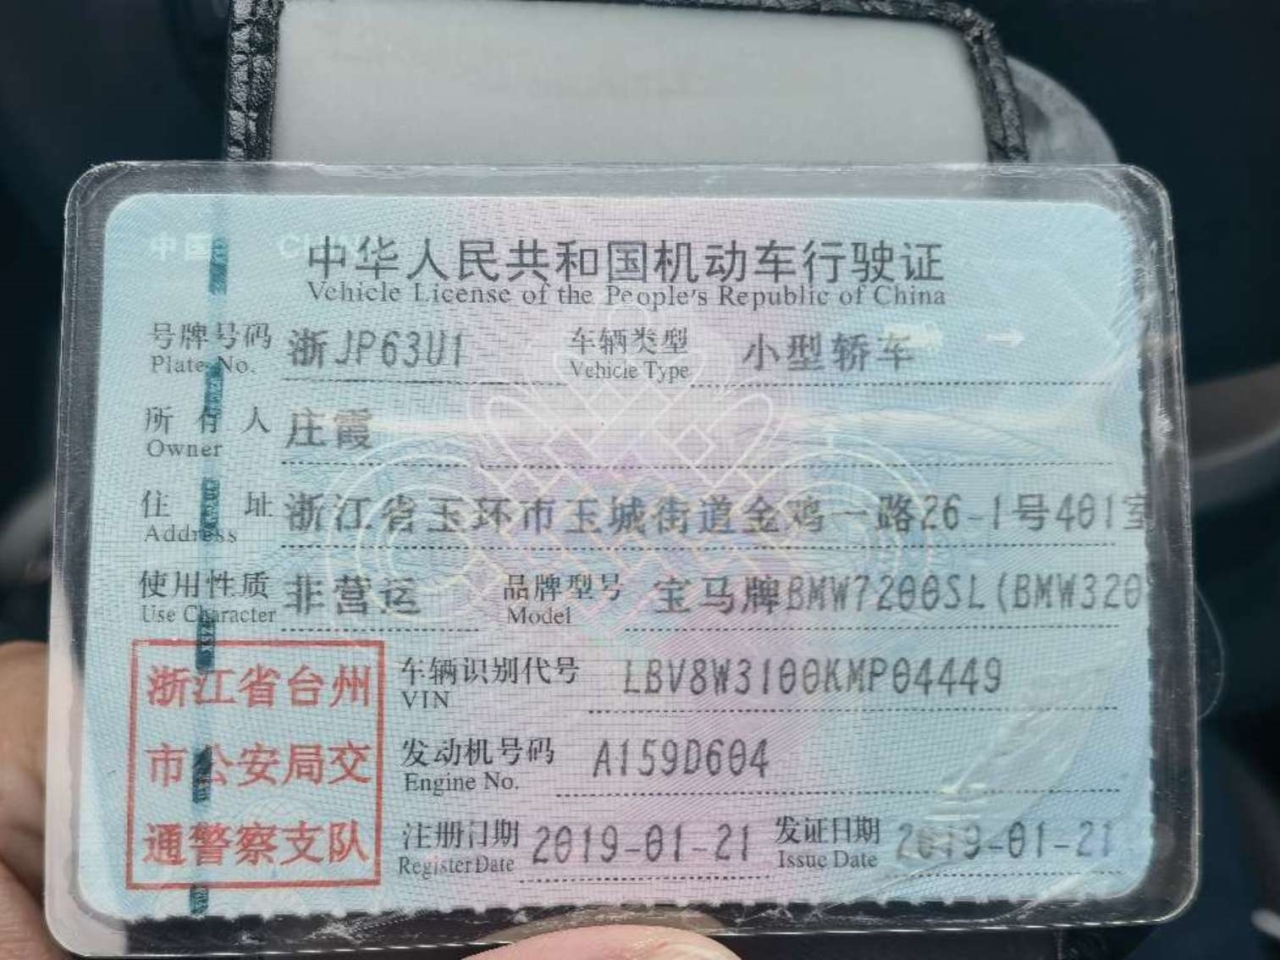 中国 CHINA
中华人民共和国机动车行驶证
Vehicle License of the People's Republic of China
号牌号码 浙JP63U1 车辆类型 小型轿车
Plate No. Vehicle Type
所有人 庄霞
Owner
住址 浙江省玉环市玉城街道金鸡一路26-1号401室
Address
使用性质 非营运 品牌型号 宝马牌BMW7200SL(BMW320
Use Character Model
浙江省台州
市公安局交
通警察支队
车辆识别代号 LBV8W3100KMP04449
VIN
发动机号码 A159D604
Engine No.
注册日期 2019-01-21 发证日期 2019-01-21
Register Date Issue Date